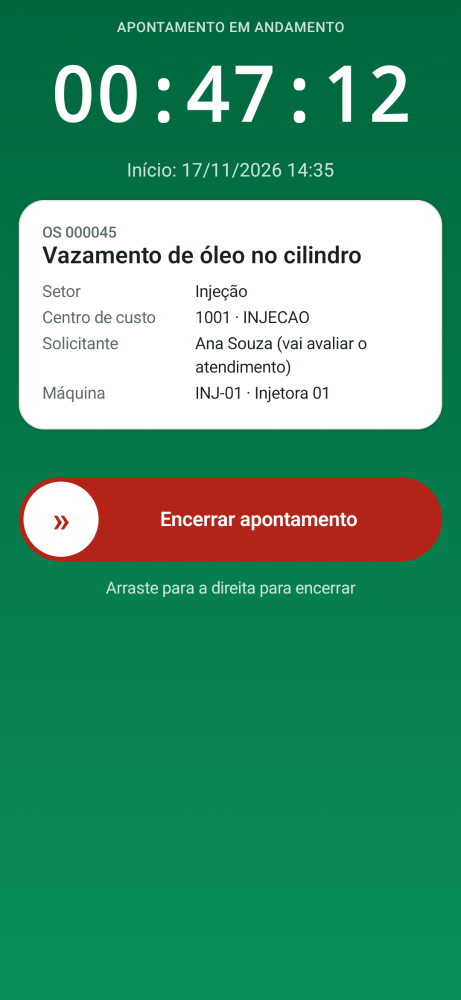 APONTAMENTO EM ANDAMENTO
00:47:12
Início: 17/11/2026 14:35
OS 000045
Vazamento de óleo no cilindro
Setor Injeção
Centro de custo 1001 · INJECAO
Solicitante Ana Souza (vai avaliar o
atendimento)
Máquina INJ-01 · Injetora 01
» Encerrar apontamento
Arraste para a direita para encerrar